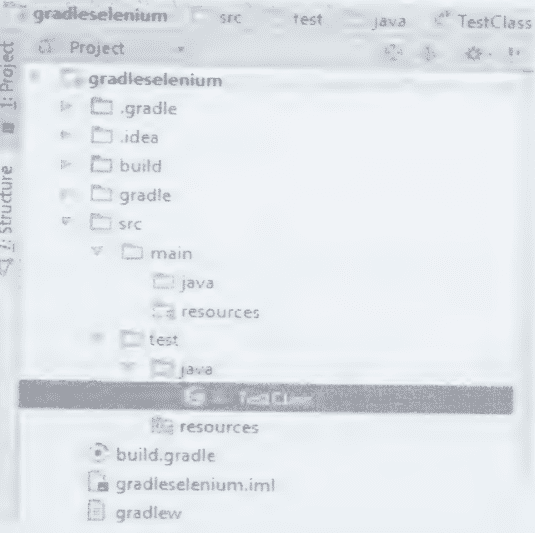 gradleselenium src test java TestClass
Project
1: Project
gradleselenium
.gradle
.idea
build
gradle
7: Structure
src
main
java
resources
test
java
TestClass
resources
build.gradle
gradleselenium.iml
gradlew